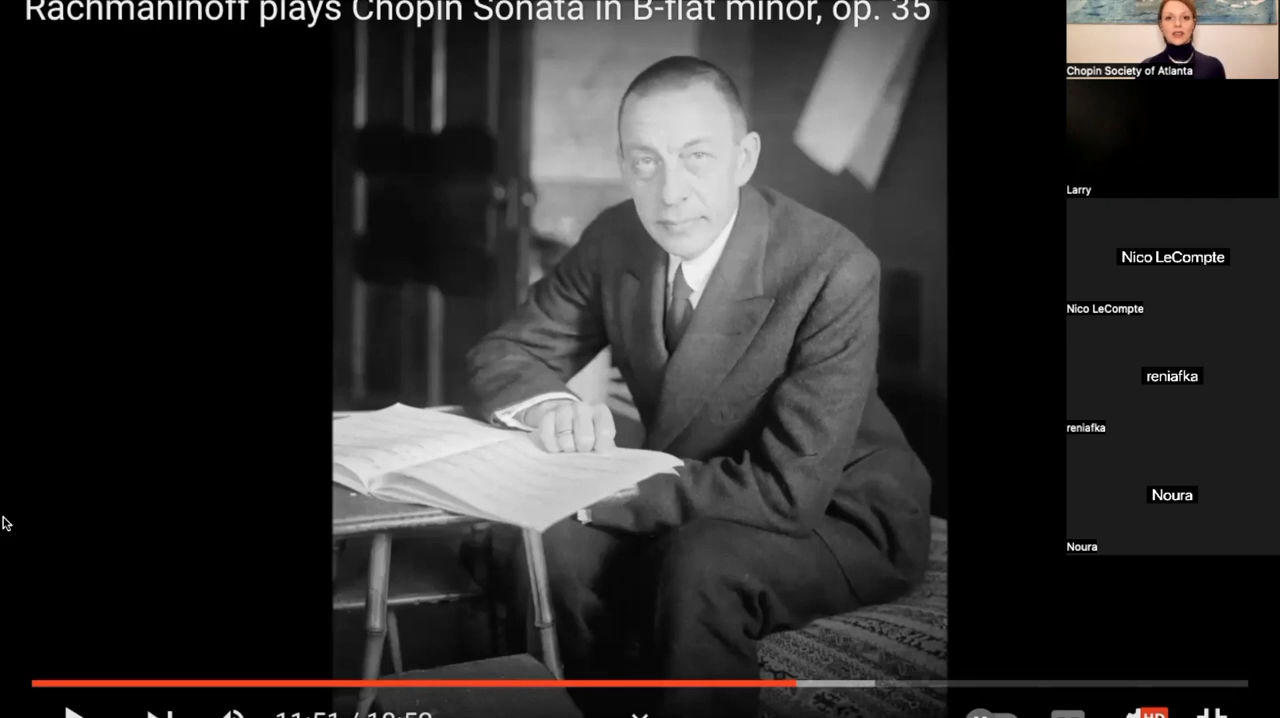 Rachmaninoff plays Chopin Sonata in B-flat minor, op. 35
Chopin Society of Atlanta
Larry
Nico LeCompte
Nico LeCompte
reniafka
reniafka
Noura
Noura
HD